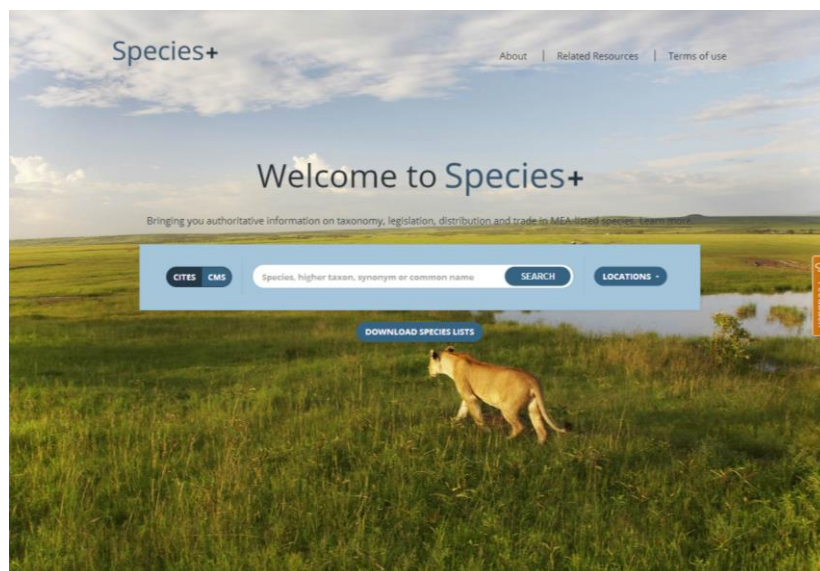 Species+
About | Related Resources | Terms of use
Welcome to Species+
Bringing you authoritative information on taxonomy, legislation, distribution and trade in MEA-listed species. Learn more.
CITES CMS Species, higher taxon, synonym or common name SEARCH LOCATIONS
DOWNLOAD SPECIES LISTS